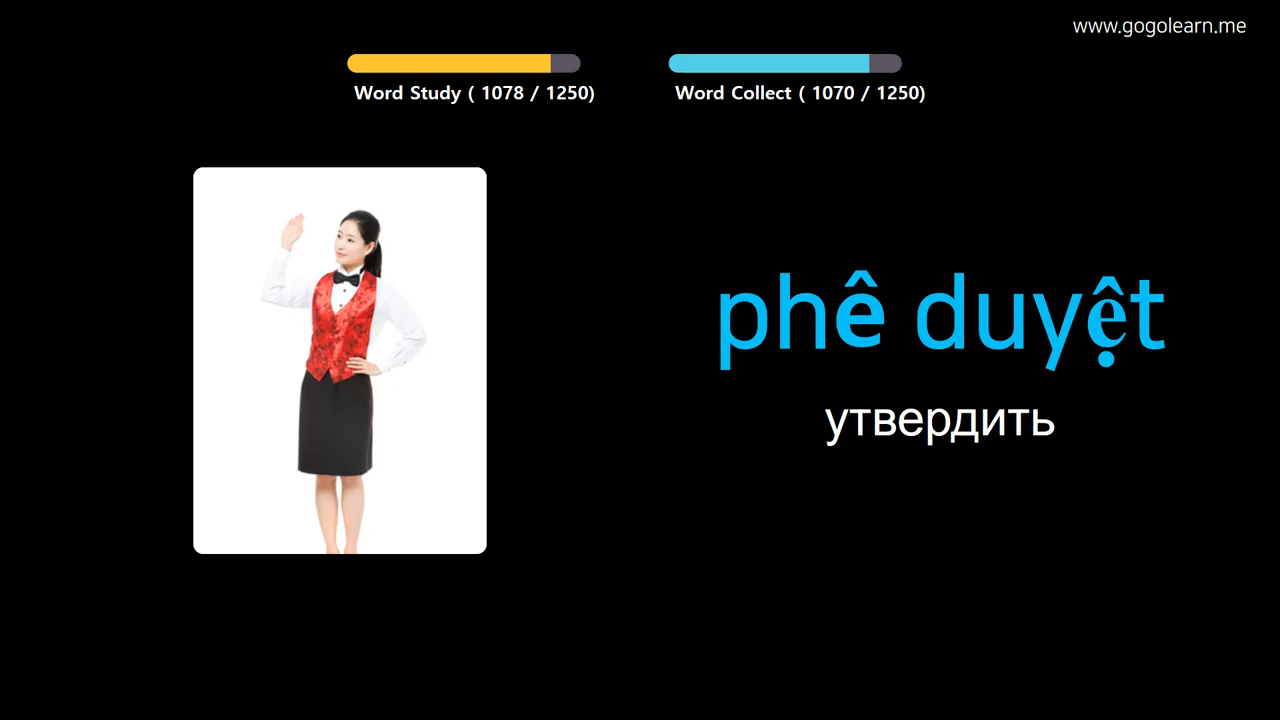 www.gogolearn.me
Word Study ( 1078 / 1250)
Word Collect ( 1070 / 1250)
phê duyệt
утвердить